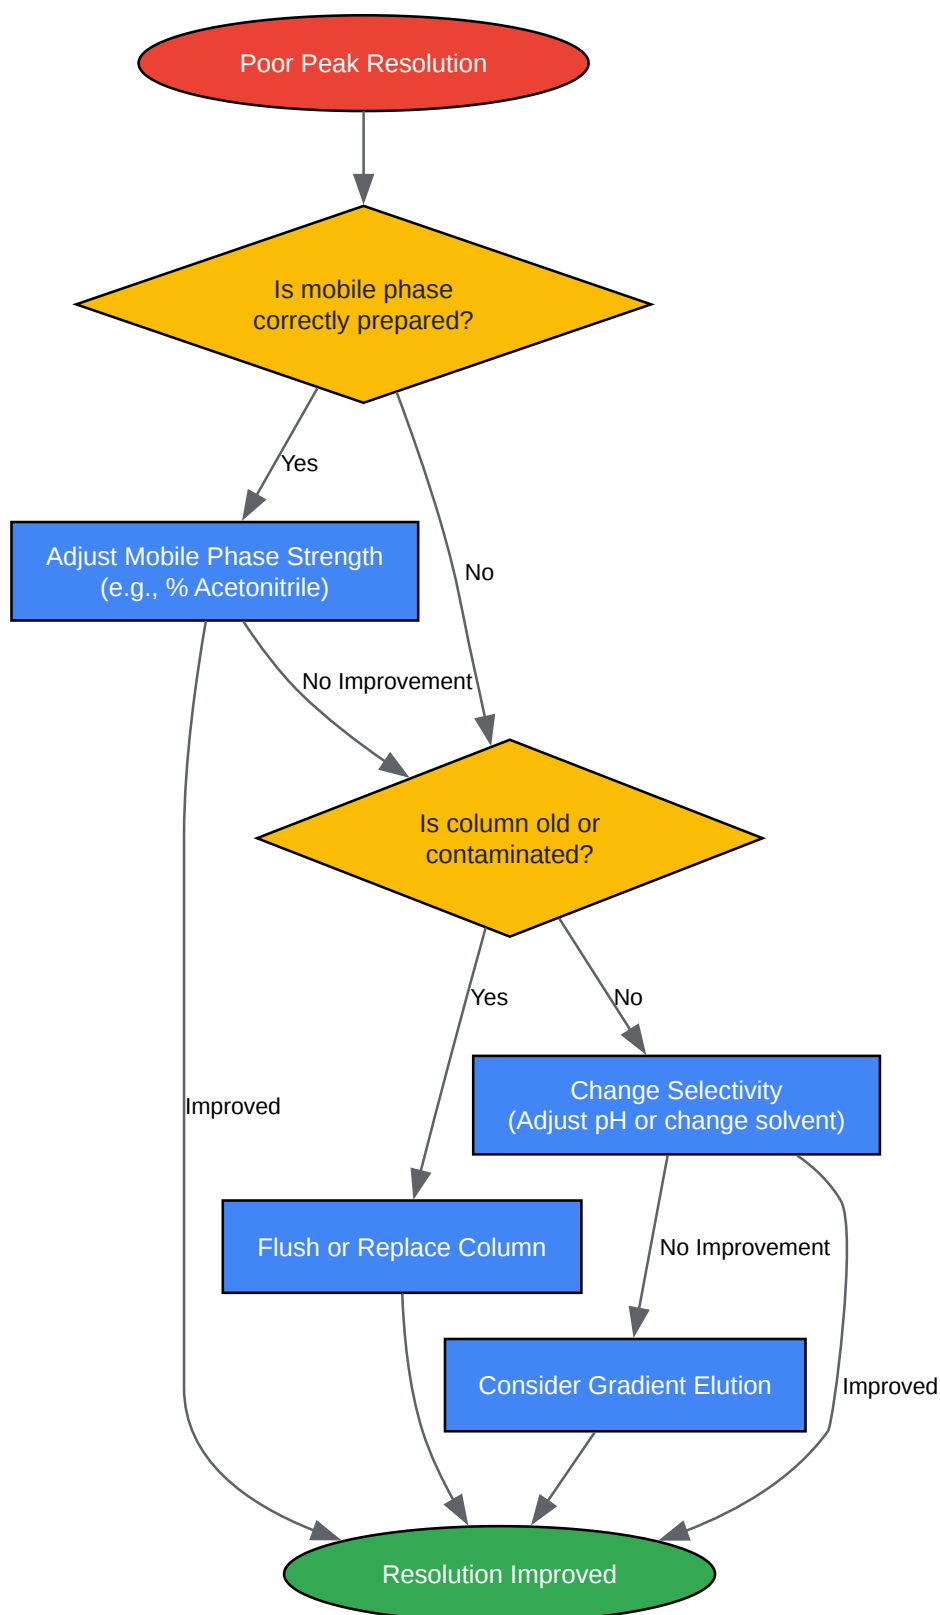 Poor Peak Resolution
Is mobile phase
correctly prepared?
Yes
Adjust Mobile Phase Strength
(e.g., % Acetonitrile)
No
No Improvement
Is column old or
contaminated?
Yes
No
Change Selectivity
(Adjust pH or change solvent)
Improved
Flush or Replace Column
No Improvement
Consider Gradient Elution
Improved
Resolution Improved